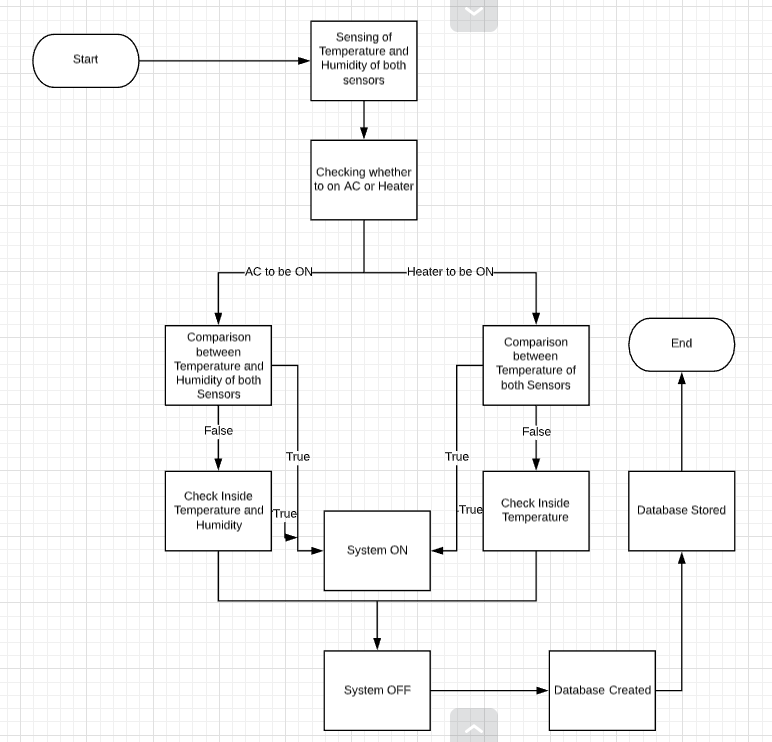 Start
Sensing of
Temperature and
Humidity of both
sensors
Checking whether
to on AC or Heater
AC to be ON
Heater to be ON
Comparison
between
Temperature and
Humidity of both
Sensors
Comparison
between
Temperature of
both Sensors
End
False
False
True
True
Check Inside
Temperature and
Humidity
True
True
Check Inside
Temperature
Database Stored
System ON
System OFF
Database Created